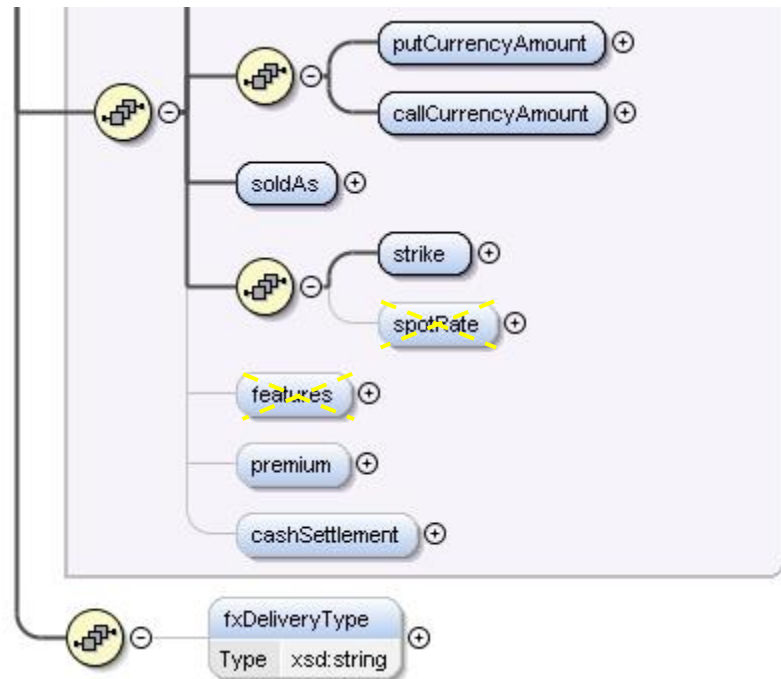 putCurrencyAmount
callCurrencyAmount
soldAs
strike
spotRate
features
premium
cashSettlement
fxDeliveryType
Type xsd:string